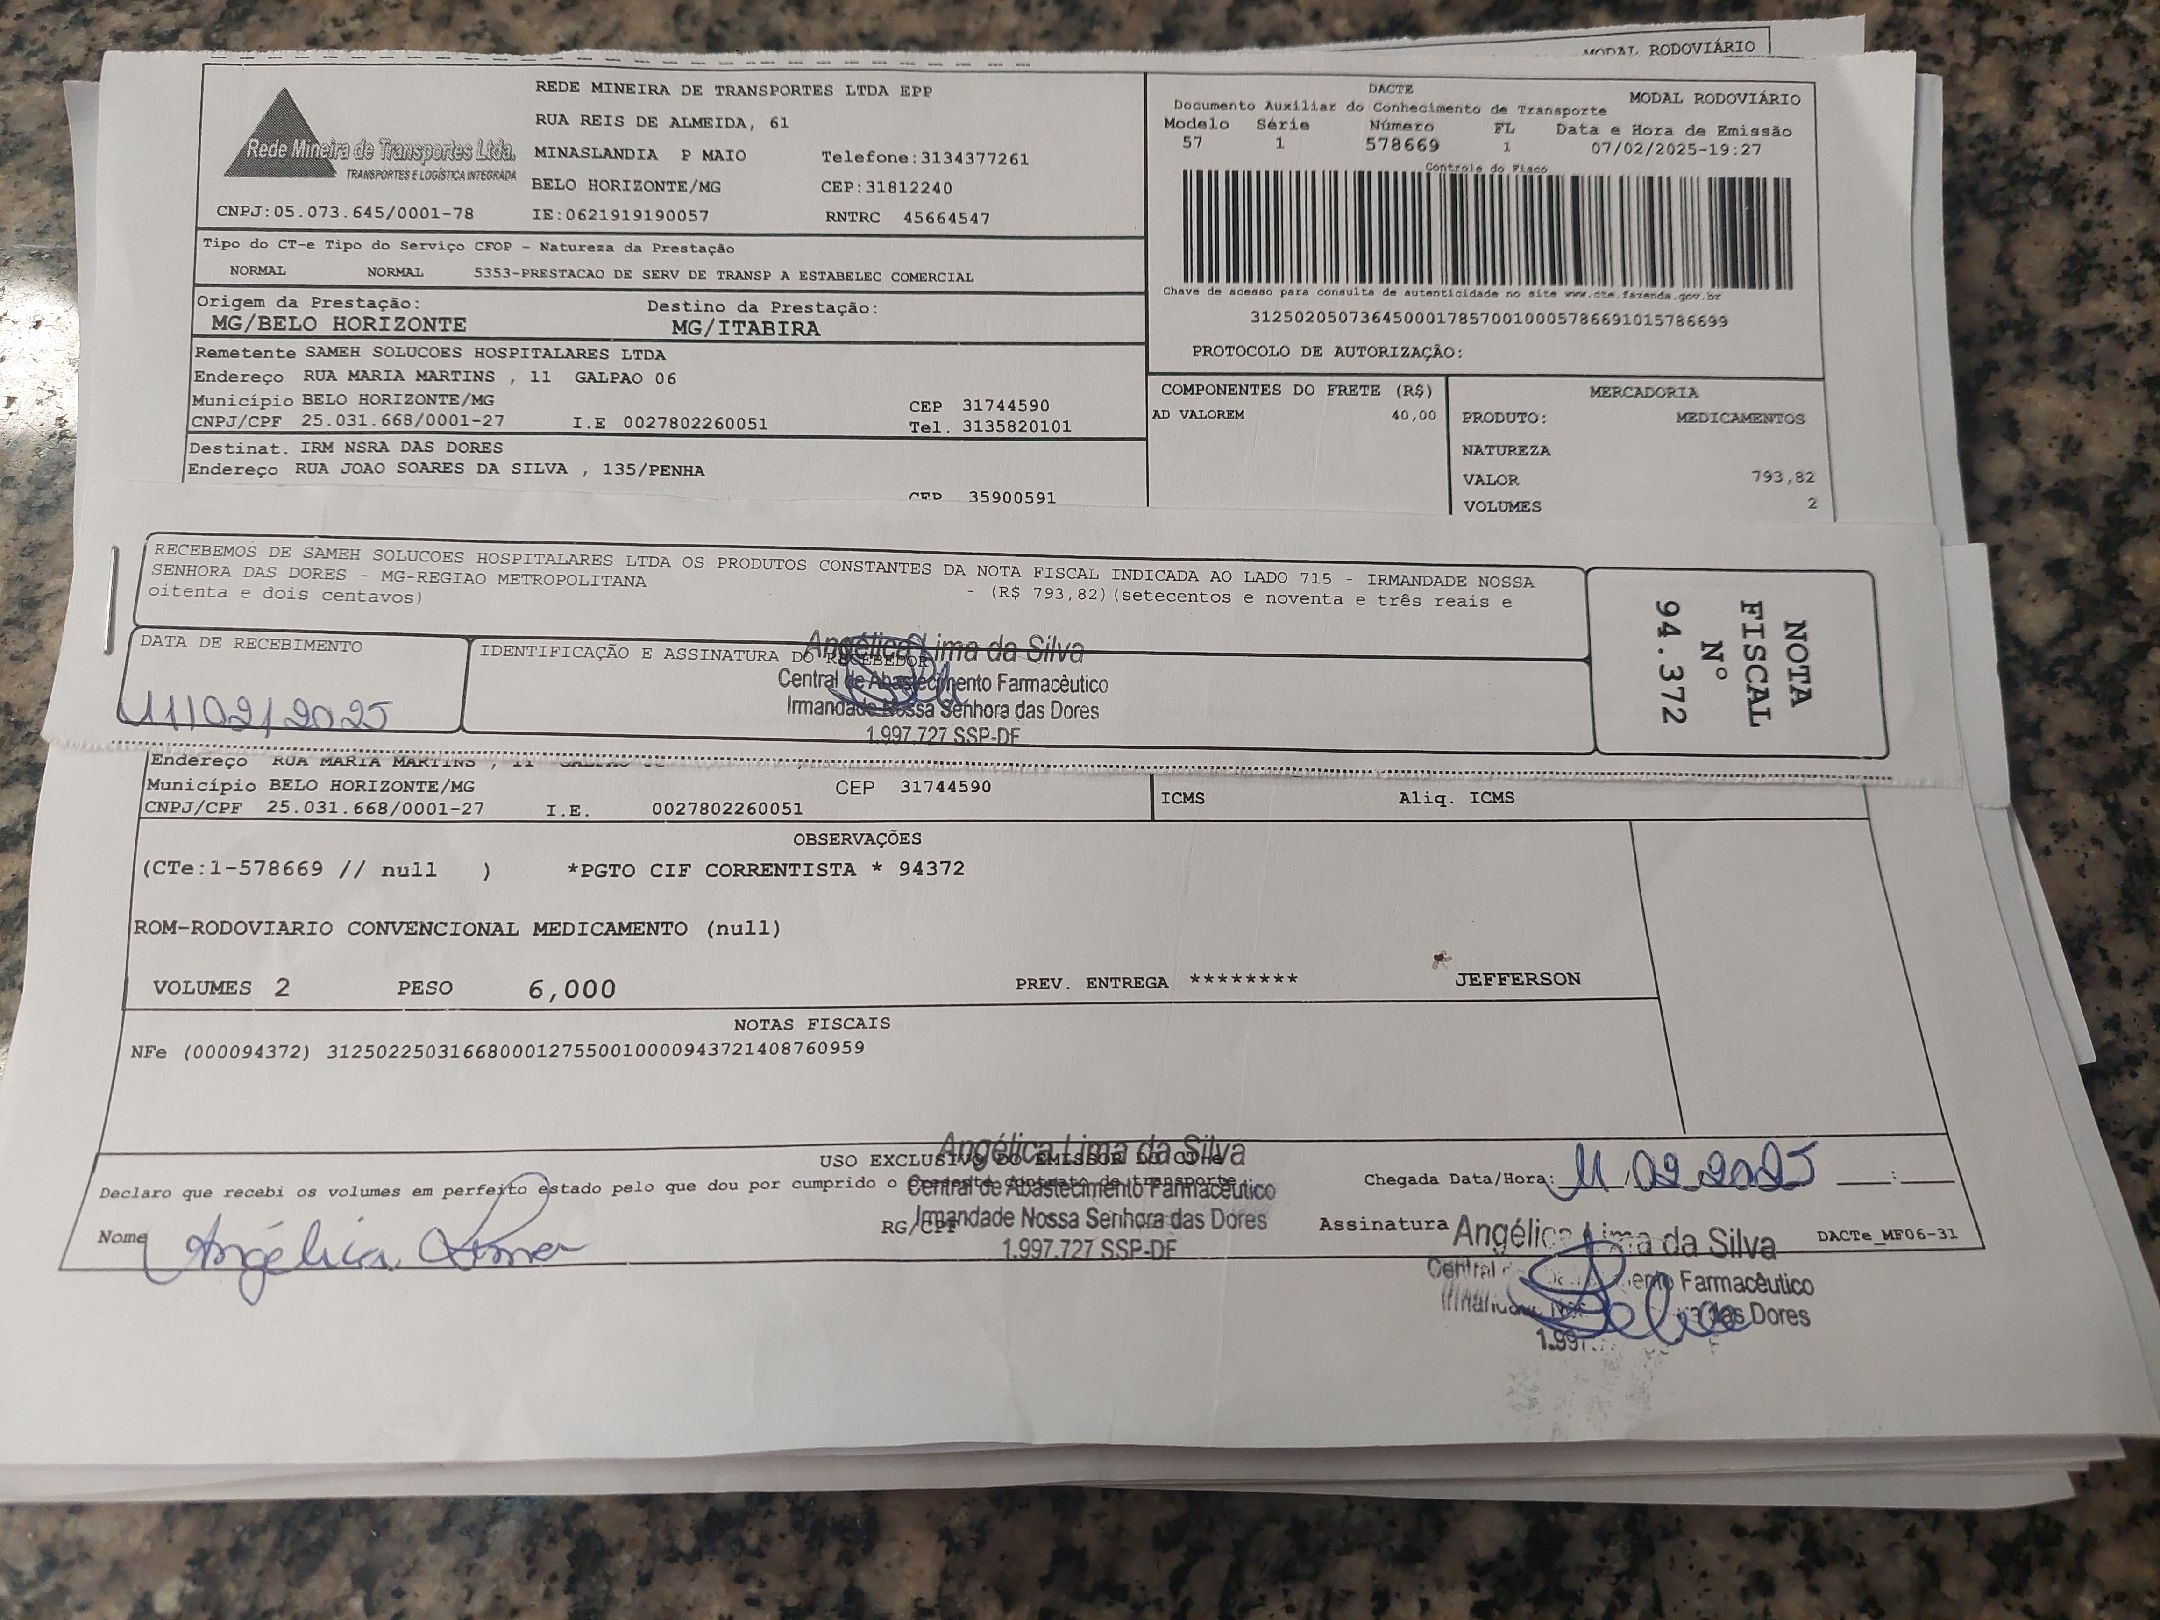 MODAL RODOVIÁRIO
REDE MINEIRA DE TRANSPORTES LTDA EPP
RUA REIS DE ALMEIDA, 61
MINASLANDIA P MAIO Telefone:3134377261
BELO HORIZONTE/MG CEP:31812240
IE:0621919190057 RNTRC 45664547
Rede Mineira de Transportes Ltda.
TRANSPORTES E LOGÍSTICA INTEGRADA
CNPJ:05.073.645/0001-78
DACTE
Documento Auxiliar do Conhecimento de Transporte MODAL RODOVIÁRIO
Modelo Série Número FL Data e Hora de Emissão
57 1 578669 1 07/02/2025-19:27
Controle do Fisco
Chave de acesso para consulta de autenticidade no site www.cte.fazenda.gov.br
31250205073645000178570010005786691015786699
PROTOCOLO DE AUTORIZAÇÃO:
Tipo do CT-e Tipo do Serviço CFOP - Natureza da Prestação
NORMAL NORMAL 5353-PRESTACAO DE SERV DE TRANSP A ESTABELEC COMERCIAL
Origem da Prestação: Destino da Prestação:
MG/BELO HORIZONTE MG/ITABIRA
Remetente SAMEH SOLUCOES HOSPITALARES LTDA
Endereço RUA MARIA MARTINS , 11 GALPAO 06
Município BELO HORIZONTE/MG CEP 31744590
CNPJ/CPF 25.031.668/0001-27 I.E 0027802260051 Tel. 3135820101
Destinat. IRM NSRA DAS DORES
Endereço RUA JOAO SOARES DA SILVA , 135/PENHA
CEP 35900591
COMPONENTES DO FRETE (R$)
AD VALOREM 40,00
MERCADORIA
PRODUTO: MEDICAMENTOS
NATUREZA
VALOR 793,82
VOLUMES 2
RECEBEMOS DE SAMEH SOLUCOES HOSPITALARES LTDA OS PRODUTOS CONSTANTES DA NOTA FISCAL INDICADA AO LADO 715 - IRMANDADE NOSSA
SENHORA DAS DORES - MG-REGIAO METROPOLITANA - (R$ 793,82)(setecentos e noventa e três reais e
oitenta e dois centavos)
DATA DE RECEBIMENTO
11/02/2025
IDENTIFICAÇÃO E ASSINATURA DO RECEBEDOR
Angélica Lima da Silva
Central de Abastecimento Farmacêutico
Irmandade Nossa Senhora das Dores
1.997.727 SSP-DF
NOTA
FISCAL
Nº
94.372
Endereço RUA MARIA MARTINS , 11
Município BELO HORIZONTE/MG CEP 31744590
CNPJ/CPF 25.031.668/0001-27 I.E. 0027802260051
ICMS Aliq. ICMS
OBSERVAÇÕES
(CTe:1-578669 // null ) *PGTO CIF CORRENTISTA * 94372
ROM-RODOVIARIO CONVENCIONAL MEDICAMENTO (null)
VOLUMES 2 PESO 6,000 PREV. ENTREGA ******** JEFFERSON
NOTAS FISCAIS
NFe (000094372) 31250225031668000127550010000943721408760959
USO EXCLUSIVO DO EMISSOR DO CT-e
Declaro que recebi os volumes em perfeito estado pelo que dou por cumprido o presente contrato de transporte
Chegada Data/Hora: 11/02 2025 :
Nome Angélica Lima
RG/CPF
Angélica Lima da Silva
Central de Abastecimento Farmacêutico
Irmandade Nossa Senhora das Dores
1.997.727 SSP-DF
Assinatura
Angélica Lima da Silva
Central Farmacêutico
das Dores
1.997
DACTe_MF06-31